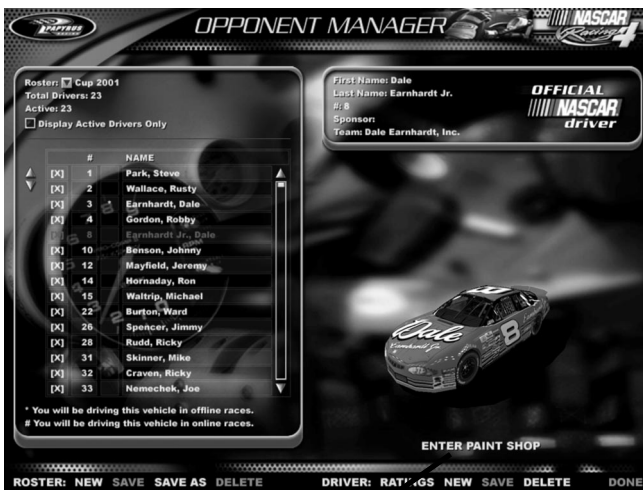 PAPYRUS
RACING
OPPONENT MANAGER
NASCAR
Racing 4
Roster: Cup 2001
Total Drivers: 23
Active: 23
Display Active Drivers Only
# NAME
[X] 1 Park, Steve
[X] 2 Wallace, Rusty
[X] 3 * Earnhardt, Dale
[X] 4 Gordon, Robby
[X] 8 Earnhardt Jr., Dale
[X] 10 Benson, Johnny
[X] 12 Mayfield, Jeremy
[X] 14 Hornaday, Ron
[X] 15 Waltrip, Michael
[X] 22 Burton, Ward
[X] 26 Spencer, Jimmy
[X] 28 Rudd, Ricky
[X] 31 Skinner, Mike
[X] 32 Craven, Ricky
[X] 33 Nemechek, Joe
* You will be driving this vehicle in offline races.
# You will be driving this vehicle in online races.
First Name: Dale
Last Name: Earnhardt Jr.
#: 8
Sponsor:
Team: Dale Earnhardt, Inc.
OFFICIAL
NASCAR
driver
8
Dale
Earnhardt Jr
8
ENTER PAINT SHOP
ROSTER: NEW SAVE SAVE AS DELETE
DRIVER: RATINGS NEW SAVE DELETE DONE